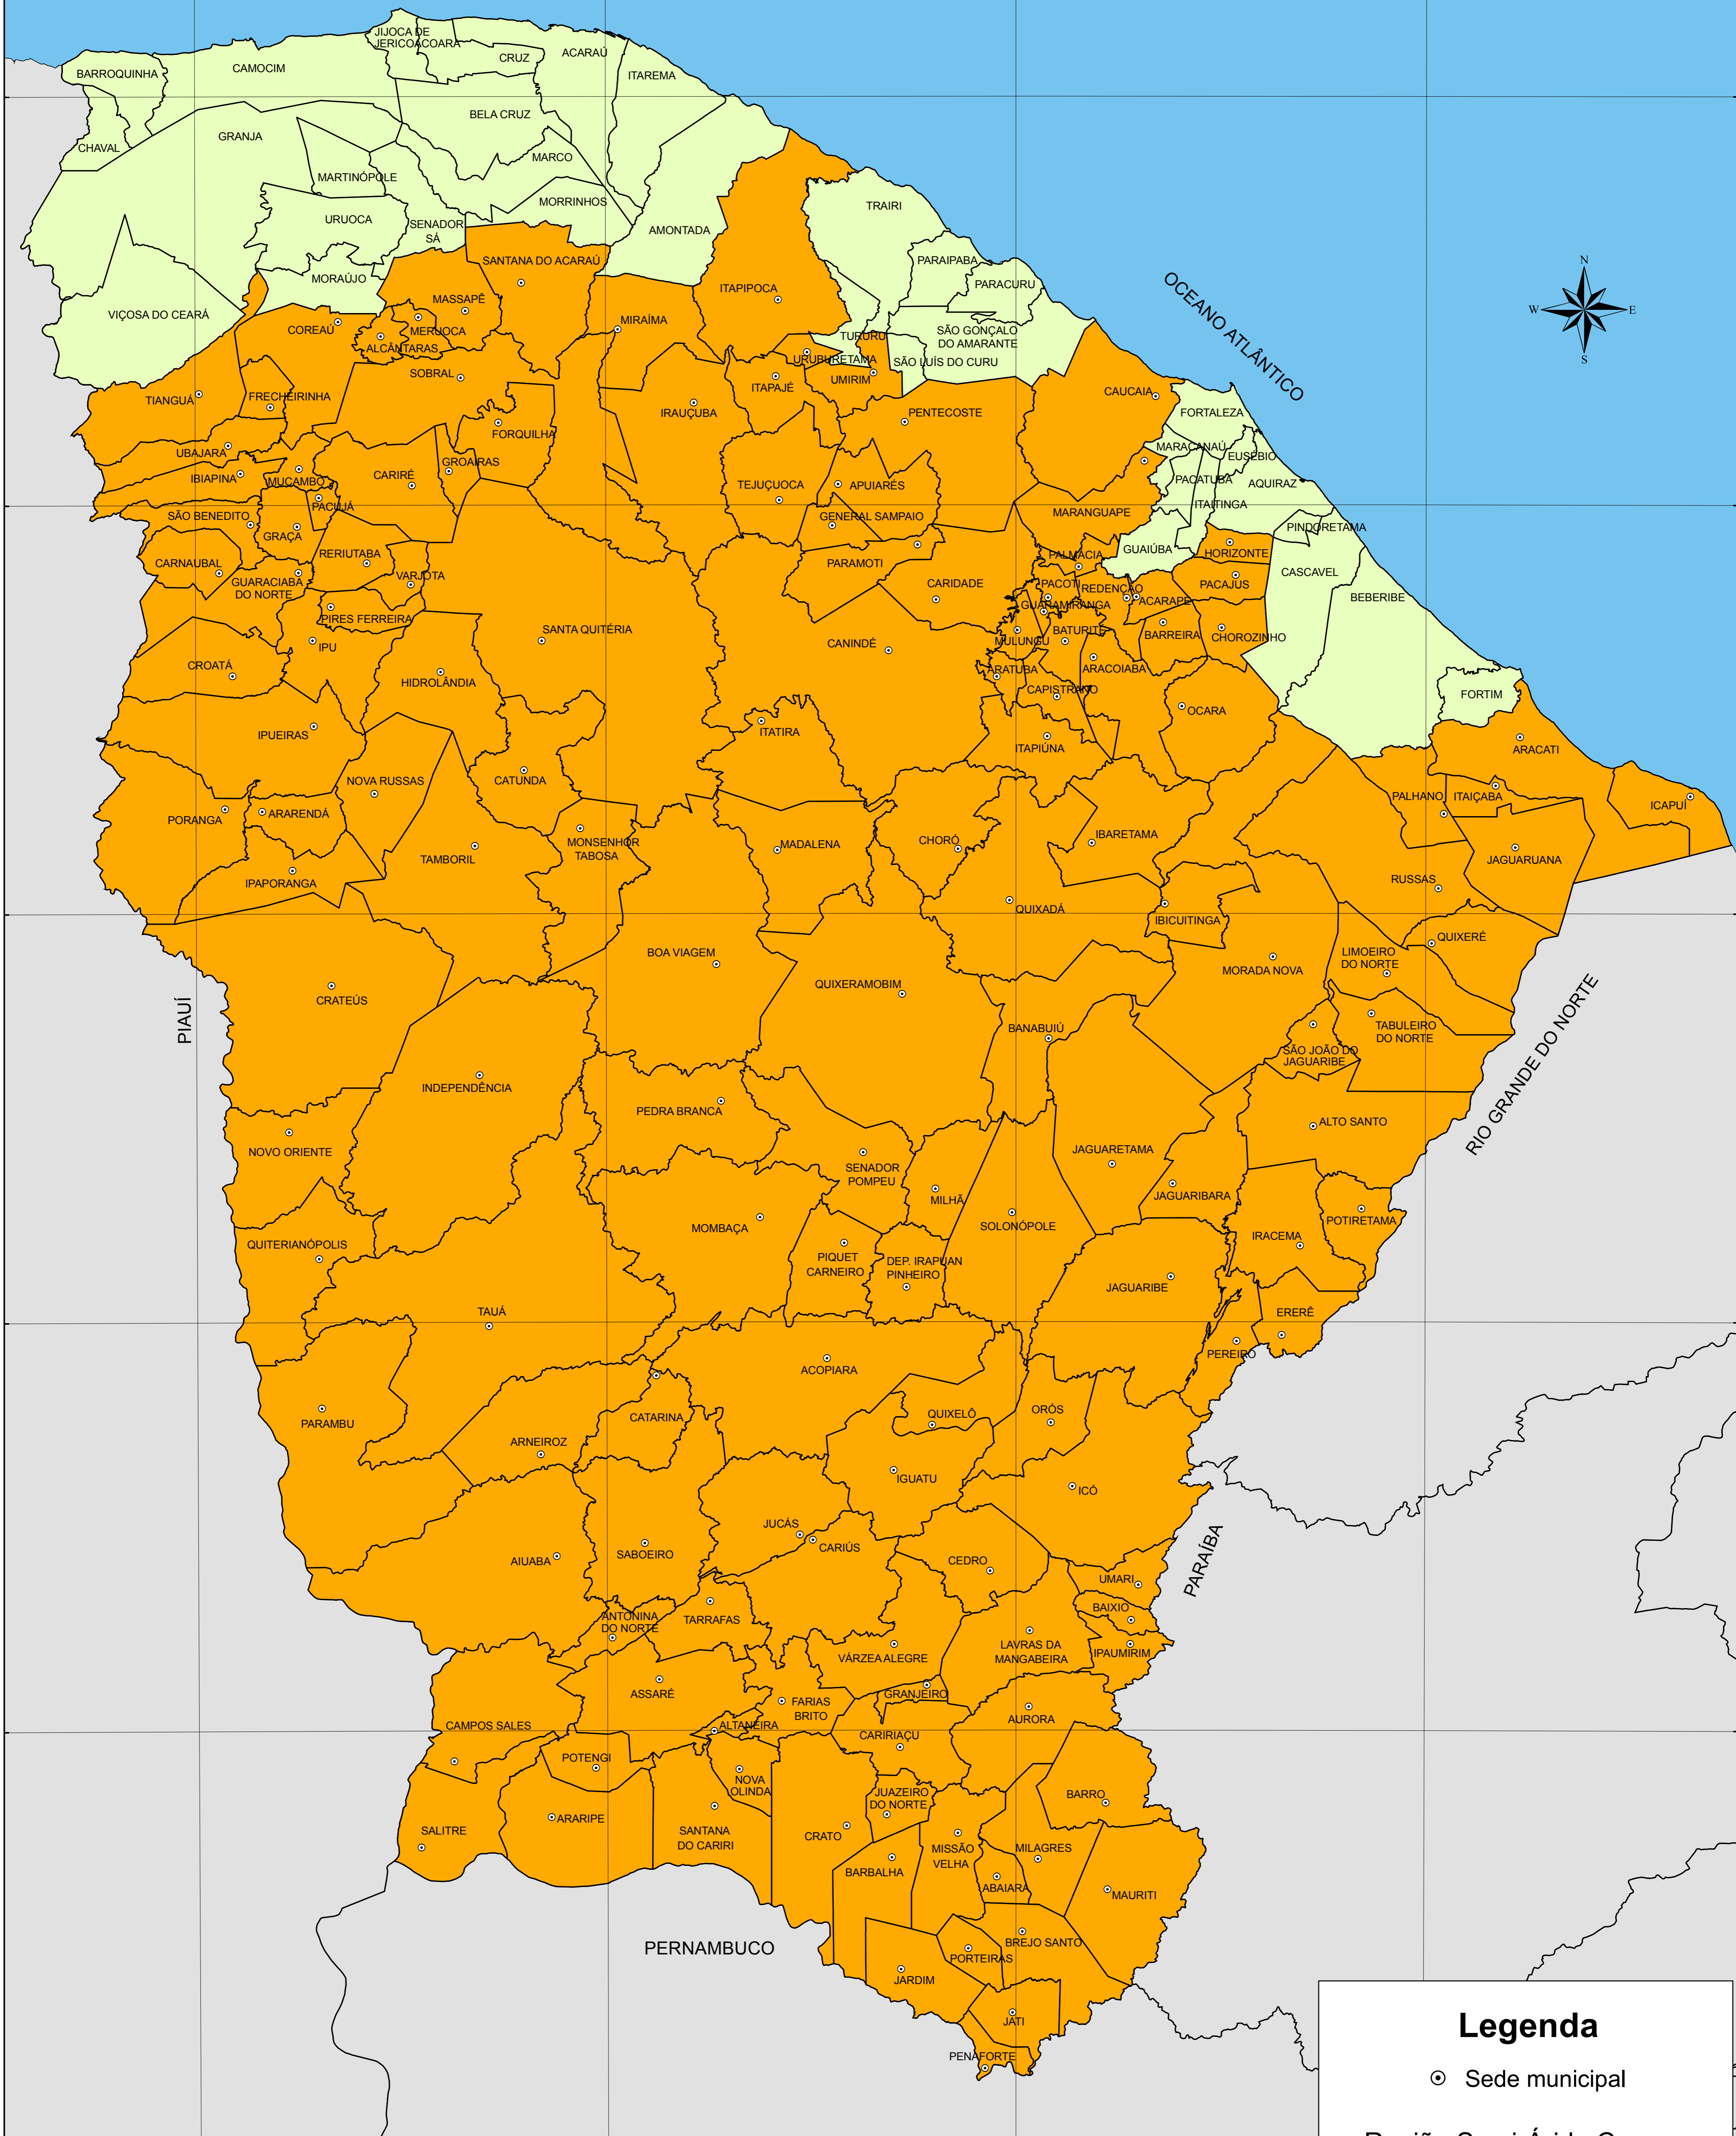 JIJOCA DE
JERICOACOARA
CRUZ
ACARAÚ
ITAREMA
BARROQUINHA
CAMOCIM
BELA CRUZ
GRANJA
CHAVAL
MARCO
MARTINÓPOLE
MORRINHOS
TRAIRI
URUOCA
SENADOR
SÁ
AMONTADA
PARAIPABA
SANTANA DO ACARAÚ
MORAÚJO
PARACURU
ITAPIPOCA
MASSAPÊ
VIÇOSA DO CEARÁ
MIRAÍMA
COREAÚ
MERUOCA
SÃO GONÇALO
DO AMARANTE
TURURU
ALCÂNTARAS
URUBURETAMA
SÃO LUÍS DO CURU
SOBRAL
ITAPAJÉ
UMIRIM
OCEANO ATLÂNTICO
N
W
E
S
TIANGUÁ
FRECHEIRINHA
IRAUÇUBA
PENTECOSTE
CAUCAIA
FORTALEZA
FORQUILHA
MARACANAÚ
EUSÉBIO
UBAJARA
GROAIRAS
IBIAPINA
MUCAMBO
CARIRÉ
TEJUÇUOCA
APUIARÉS
PACATUBA
AQUIRAZ
ITAITINGA
PACUJÁ
MARANGUAPE
SÃO BENEDITO
GENERAL SAMPAIO
PINDORETAMA
GRAÇA
RERIUTABA
GUAIÚBA
HORIZONTE
CARNAUBAL
PARAMOTI
PALMÁCIA
VARJOTA
CASCAVEL
GUARACIABA
DO NORTE
CARIDADE
PACOTI
REDENÇÃO
PACAJUS
BEBERIBE
GUARAMIRANGA
ACARAPE
PIRES FERREIRA
SANTA QUITÉRIA
BATURITÉ
BARREIRA
CHOROZINHO
IPU
CANINDÉ
MULUNGU
CROATÁ
ARATUBA
ARACOIABA
HIDROLÂNDIA
CAPISTRANO
FORTIM
OCARA
IPUEIRAS
ITATIRA
ITAPIÚNA
ARACATI
NOVA RUSSAS
CATUNDA
PALHANO
ITAIÇABA
ICAPUÍ
PORANGA
ARARENDÁ
IBARETAMA
MONSENHOR
TABOSA
MADALENA
CHORÓ
TAMBORIL
JAGUARUANA
IPAPORANGA
RUSSAS
QUIXADÁ
IBICUITINGA
QUIXERÉ
BOA VIAGEM
LIMOEIRO
DO NORTE
MORADA NOVA
QUIXERAMOBIM
CRATEÚS
PIAUÍ
BANABUIÚ
TABULEIRO
DO NORTE
SÃO JOÃO DO
JAGUARIBE
RIO GRANDE DO NORTE
INDEPENDÊNCIA
PEDRA BRANCA
ALTO SANTO
NOVO ORIENTE
JAGUARETAMA
SENADOR
POMPEU
MILHÃ
JAGUARIBARA
MOMBAÇA
SOLONÓPOLE
POTIRETAMA
IRACEMA
QUITERIANÓPOLIS
PIQUET
CARNEIRO
DEP. IRAPUAN
PINHEIRO
JAGUARIBE
TAUÁ
ERERÊ
PEREIRO
ACOPIARA
CATARINA
QUIXELÔ
ORÓS
PARAMBU
ARNEIROZ
IGUATU
ICÓ
JUCÁS
CARIÚS
SABOEIRO
AIUABA
CEDRO
PARAÍBA
UMARI
BAIXIO
ANTONINA
DO NORTE
TARRAFAS
LAVRAS DA
MANGABEIRA
IPAUMIRIM
VÁRZEA ALEGRE
ASSARÉ
GRANJEIRO
FARIAS
BRITO
CAMPOS SALES
ALTANEIRA
AURORA
CARIRIAÇU
POTENGI
NOVA
OLINDA
JUAZEIRO
DO NORTE
BARRO
ARARIPE
SALITRE
SANTANA
DO CARIRI
CRATO
MISSÃO
VELHA
MILAGRES
BARBALHA
ABAIARA
MAURITI
PERNAMBUCO
BREJO SANTO
PORTEIRAS
JARDIM
JATI
PENAFORTE
Legenda
Sede municipal